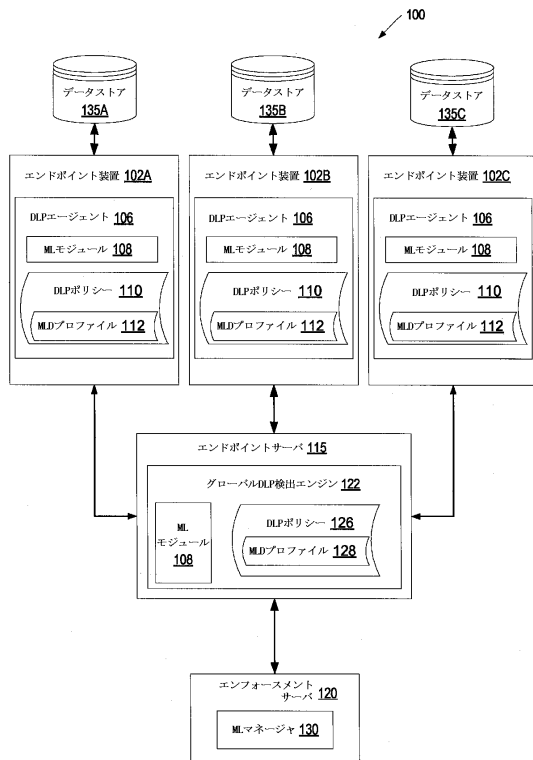 100
データストア
135A
データストア
135B
データストア
135C
エンドポイント装置 102A
DLPエージェント 106
MLモジュール 108
DLPポリシー 110
MLDプロファイル 112
エンドポイント装置 102B
DLPエージェント 106
MLモジュール 108
DLPポリシー 110
MLDプロファイル 112
エンドポイント装置 102C
DLPエージェント 106
MLモジュール 108
DLPポリシー 110
MLDプロファイル 112
エンドポイントサーバ 115
グローバルDLP検出エンジン 122
ML
モジュール
108
DLPポリシー 126
MLDプロファイル 128
エンフォースメント
サーバ 120
MLマネージャ 130